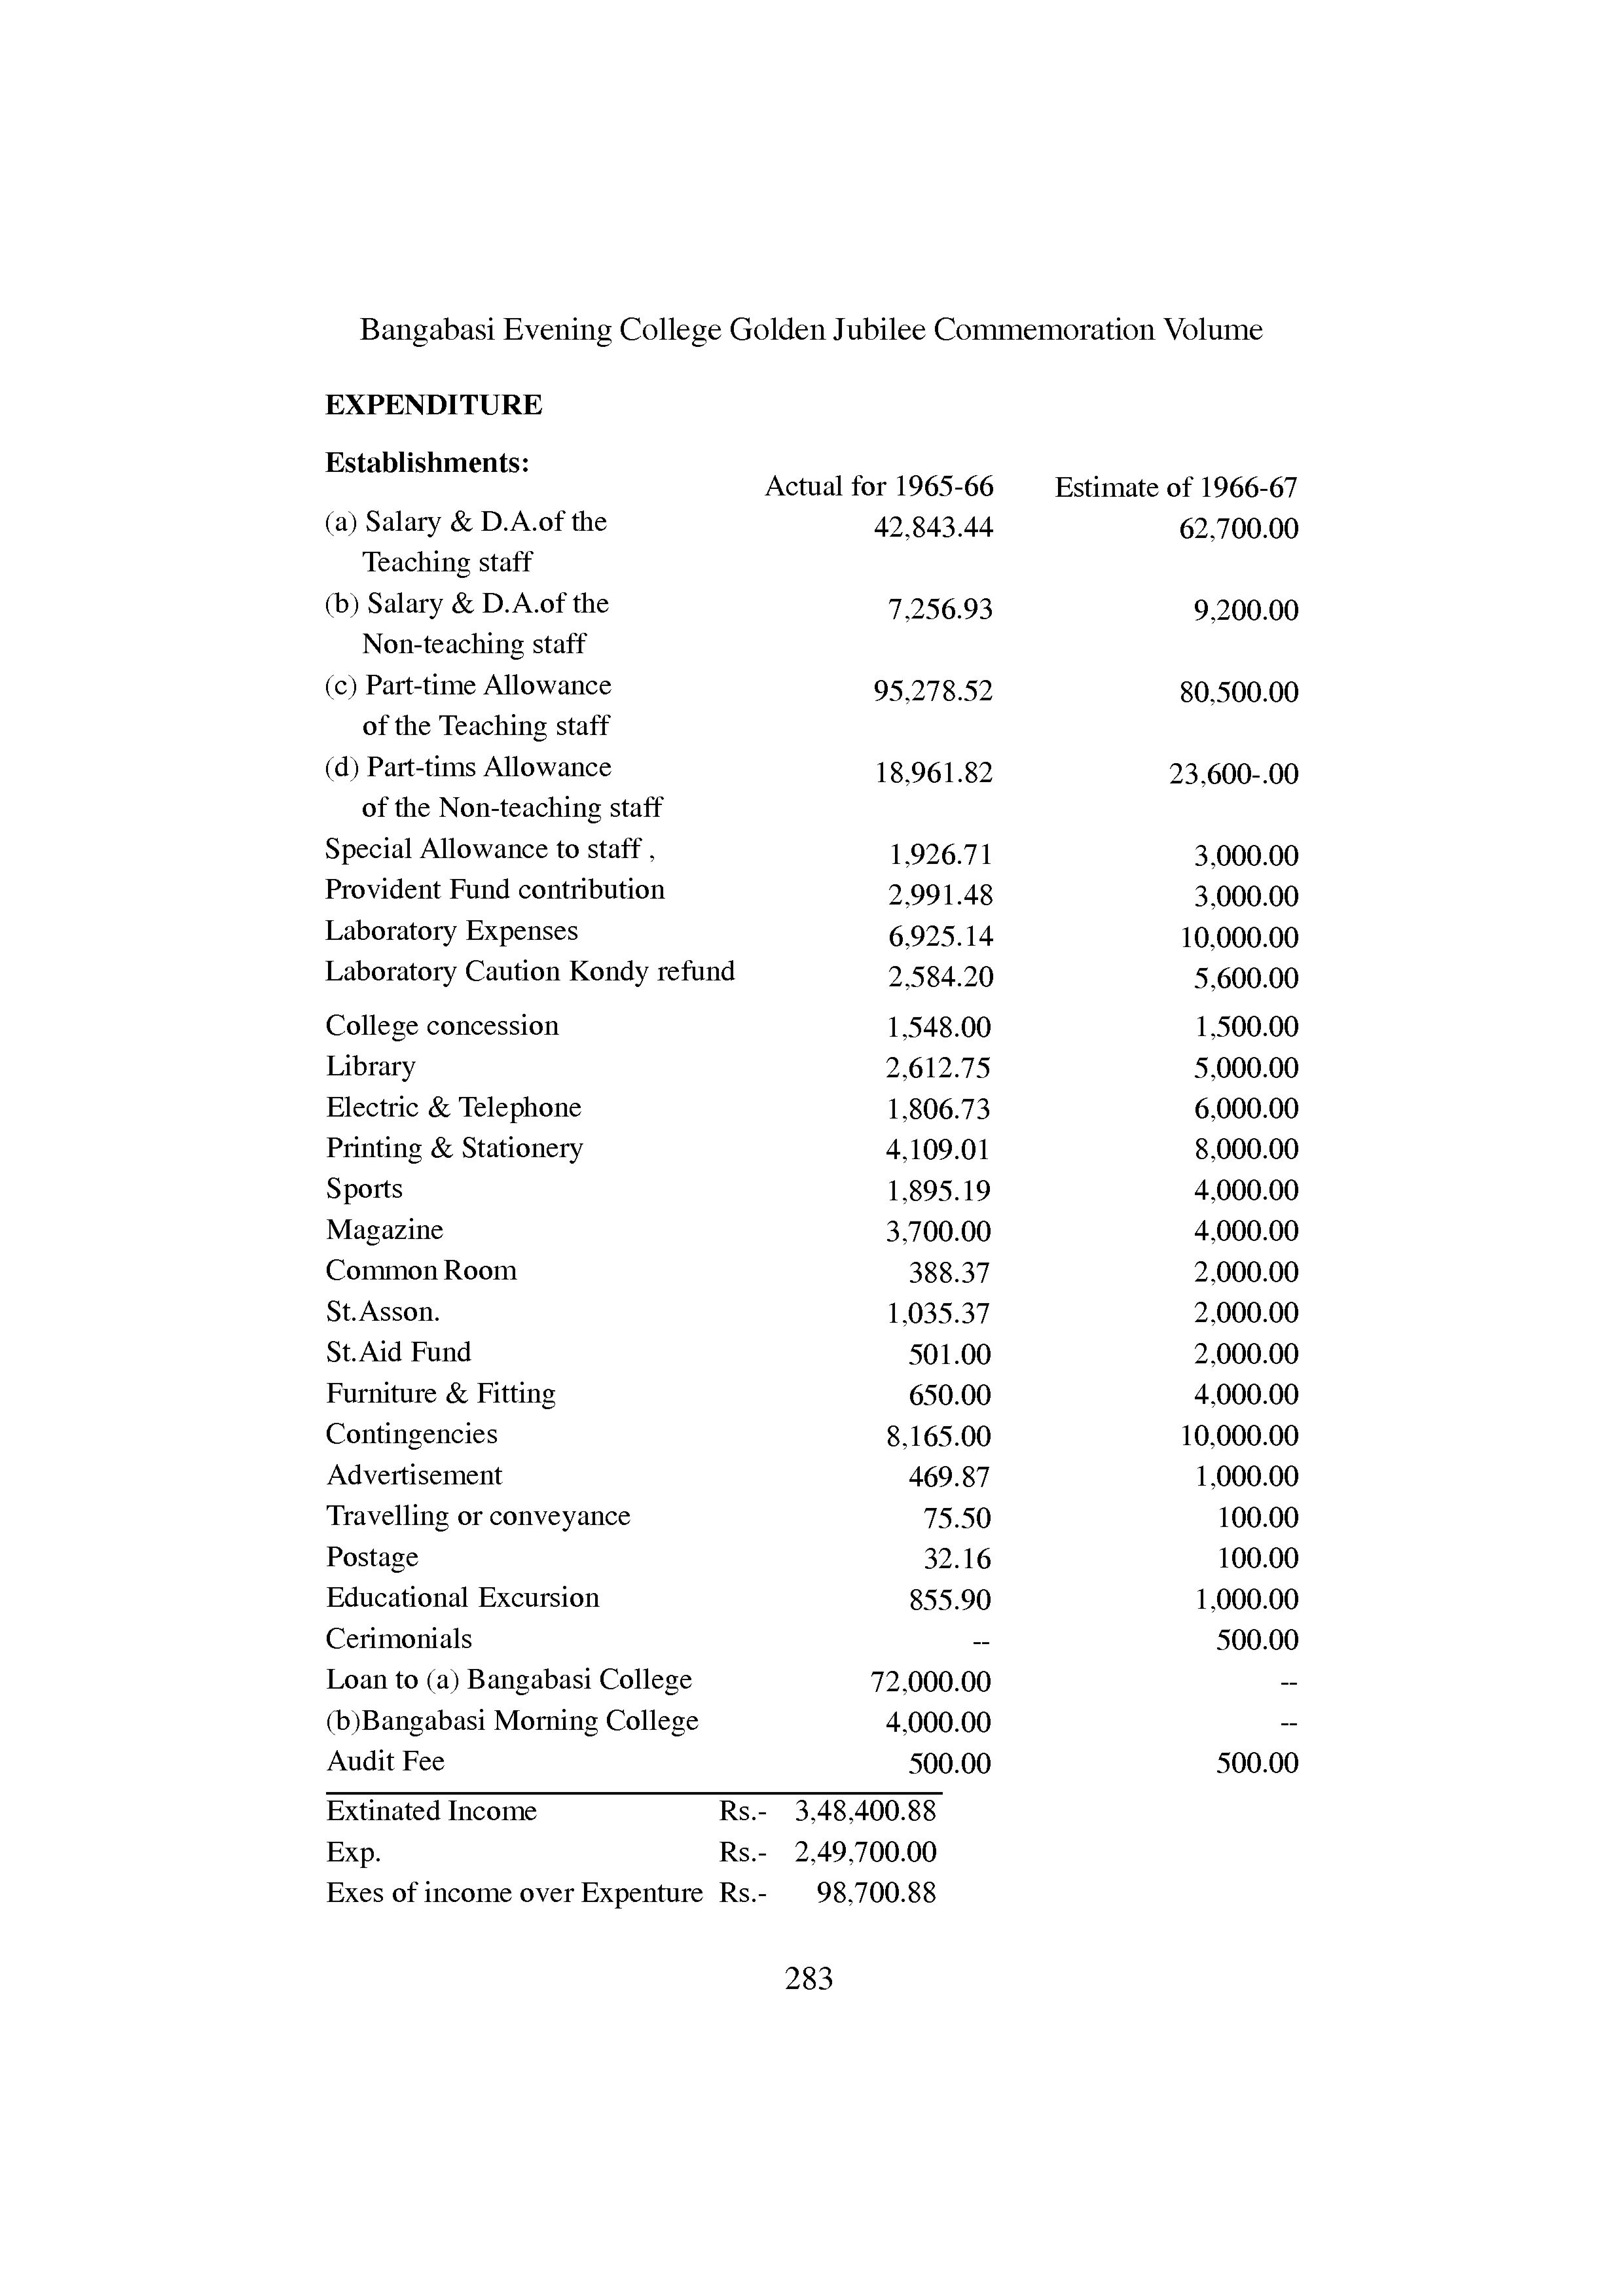 Bangabasi Evening College Golden Jubilee Commemoration Volume
EXPENDITURE
Establishments:
Actual for 1965-66 Estimate of 1966-67
(a) Salary & D.A.of the 42,843.44 62,700.00
Teaching staff
(b) Salary & D.A.of the 7,256.93 9,200.00
Non-teaching staff
(c) Part-time Allowance 95,278.52 80,500.00
of the Teaching staff
(d) Part-tims Allowance 18,961.82 23,600-.00
of the Non-teaching staff
Special Allowance to staff , 1,926.71 3,000.00
Provident Fund contribution 2,991.48 3,000.00
Laboratory Expenses 6,925.14 10,000.00
Laboratory Caution Kondy refund 2,584.20 5,600.00
College concession 1,548.00 1,500.00
Library 2,612.75 5,000.00
Electric & Telephone 1,806.73 6,000.00
Printing & Stationery 4,109.01 8,000.00
Sports 1,895.19 4,000.00
Magazine 3,700.00 4,000.00
Common Room 388.37 2,000.00
St.Asson. 1,035.37 2,000.00
St.Aid Fund 501.00 2,000.00
Furniture & Fitting 650.00 4,000.00
Contingencies 8,165.00 10,000.00
Advertisement 469.87 1,000.00
Travelling or conveyance 75.50 100.00
Postage 32.16 100.00
Educational Excursion 855.90 1,000.00
Cerimonials -- 500.00
Loan to (a) Bangabasi College 72,000.00 --
(b)Bangabasi Morning College 4,000.00 --
Audit Fee 500.00 500.00
Extinated Income Rs.- 3,48,400.88
Exp. Rs.- 2,49,700.00
Exes of income over Expenture Rs.- 98,700.88
283